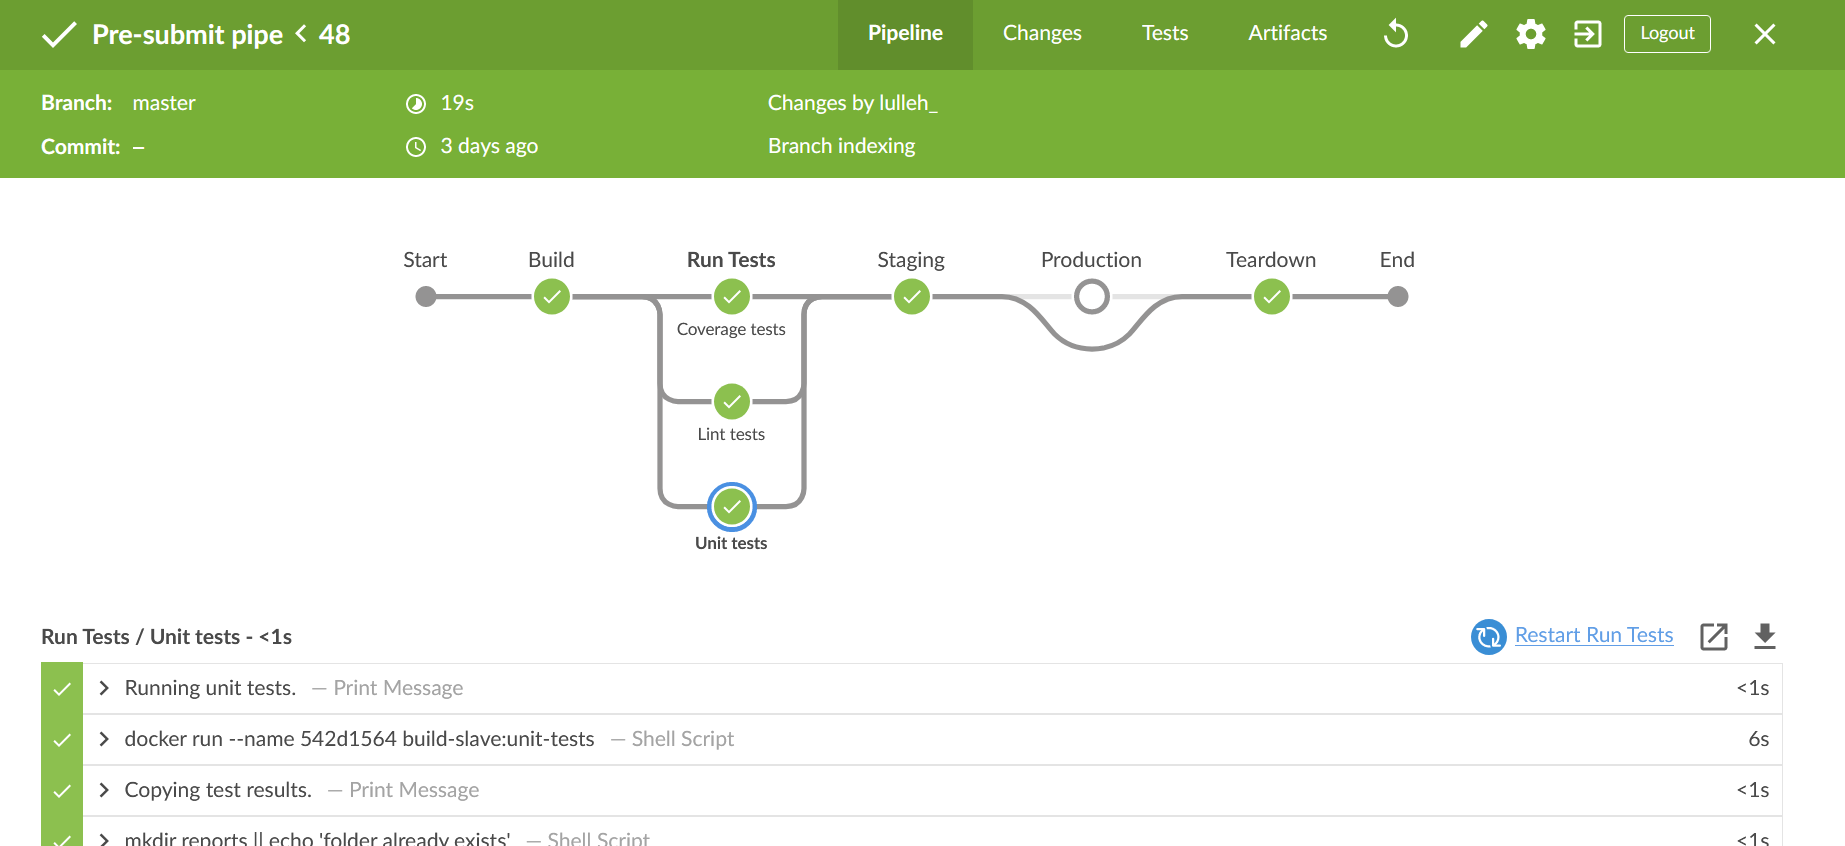 Pre-submit pipe < 48
Pipeline
Changes
Tests
Artifacts
Logout
Branch: master
19s
Changes by lulleh_
Commit: –
3 days ago
Branch indexing
Start
Build
Run Tests
Staging
Production
Teardown
End
Coverage tests
Lint tests
Unit tests
Run Tests / Unit tests - <1s
Restart Run Tests
Running unit tests. — Print Message <1s
docker run --name 542d1564 build-slave:unit-tests — Shell Script 6s
Copying test results. — Print Message <1s
mkdir reports || echo 'folder already exists' — Shell Script <1s